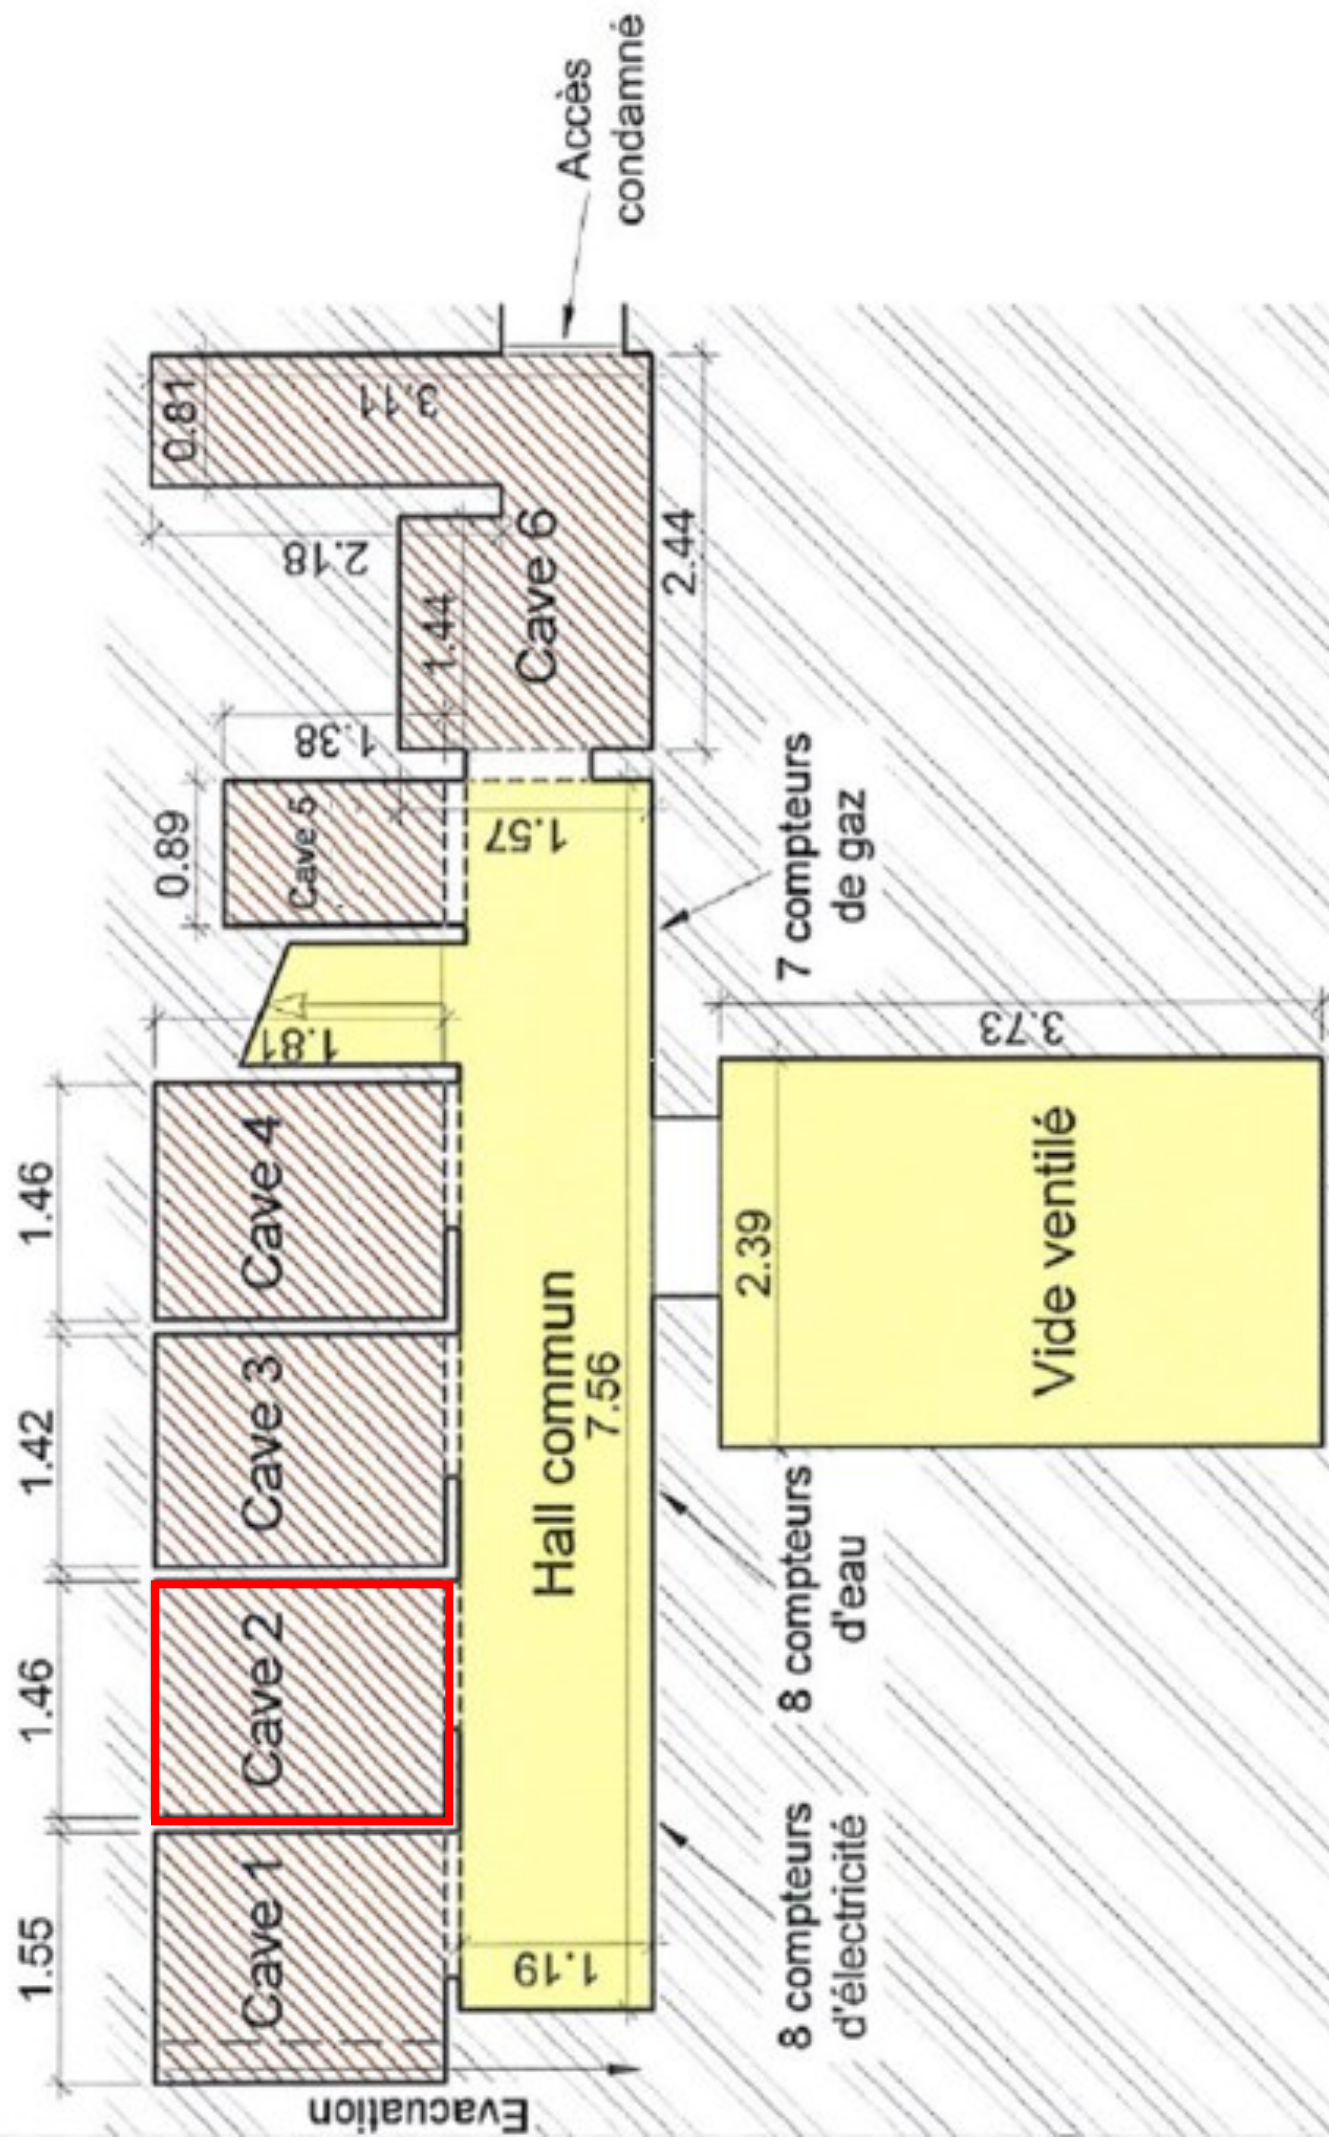 1.55
1.46
1.42
1.46
Cave 1
Cave 2
Cave 3
Cave 4
1.81
0.89
Cave 5
1.38
0.81
2.18
3.11
1.44
Cave 6
1.57
2.44
Accès
condamné
Evacuation
1.19
Hall commun
7.56
8 compteurs
d'électricité
8 compteurs
d'eau
7 compteurs
de gaz
2.39
3.73
Vide ventilé